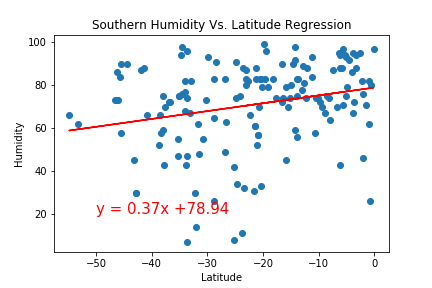 Southern Humidity Vs. Latitude Regression
100
80
60
40
20
Humidity
y = 0.37x +78.94
−50 −40 −30 −20 −10 0
Latitude